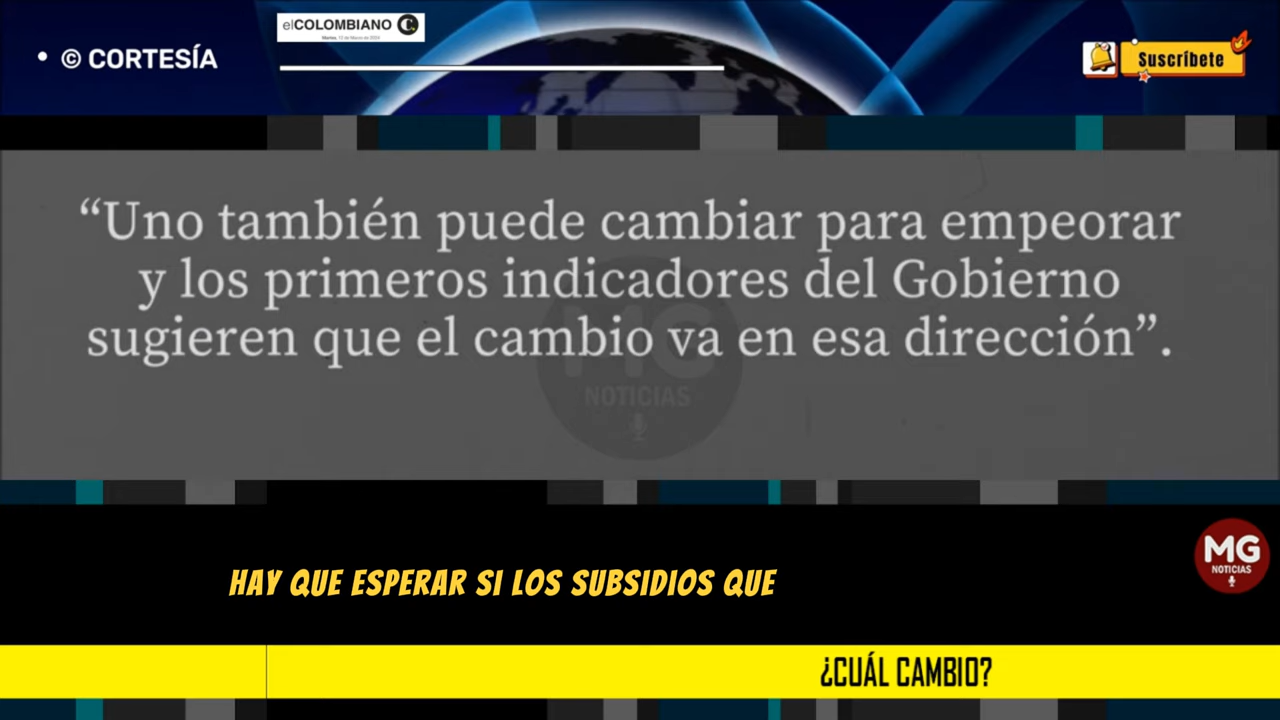 • © CORTESÍA
elCOLOMBIANO
Suscríbete
“Uno también puede cambiar para empeorar
y los primeros indicadores del Gobierno
sugieren que el cambio va en esa dirección”.
MG
NOTICIAS
HAY QUE ESPERAR SI LOS SUBSIDIOS QUE
MG
NOTICIAS
¿CUÁL CAMBIO?